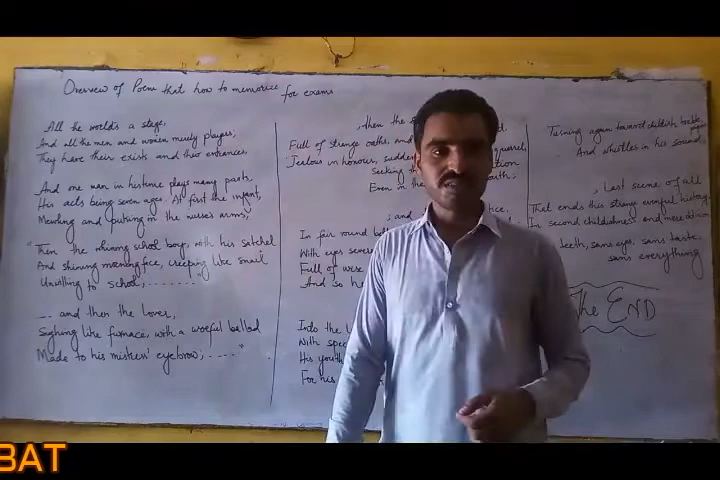 Overview of Poem that how to memorize for exams
All the world's a stage,
And all the men and women merely players;
They have their exists and their entrances.
And one man in his time plays many parts
His acts being seven ages. At first the infant,
Mewling and puking in the nurse's arms;
Then the whining school boy, with his satchel
And shining morning face, creeping like snail
Unwilling to school; .......
... and then the lover,
Sighing like furnace, with a woeful ballad
Made to his mistress' eyebrow; ....."
, then the
Full of strange oaths, and
Jealous in honour, sudden quarrel
Seeking
Even in the
; and
In fair round
With eyes
Full of wise
And so he
Into the
With
His youth
For his
Turning again toward childish treble, pipes
And whistles in his sound.
, Last scene of all
That ends this strange eventful history,
In second childishness and mere oblivion
teeth, sans eyes, sans taste,
sans everything
The END
BAT